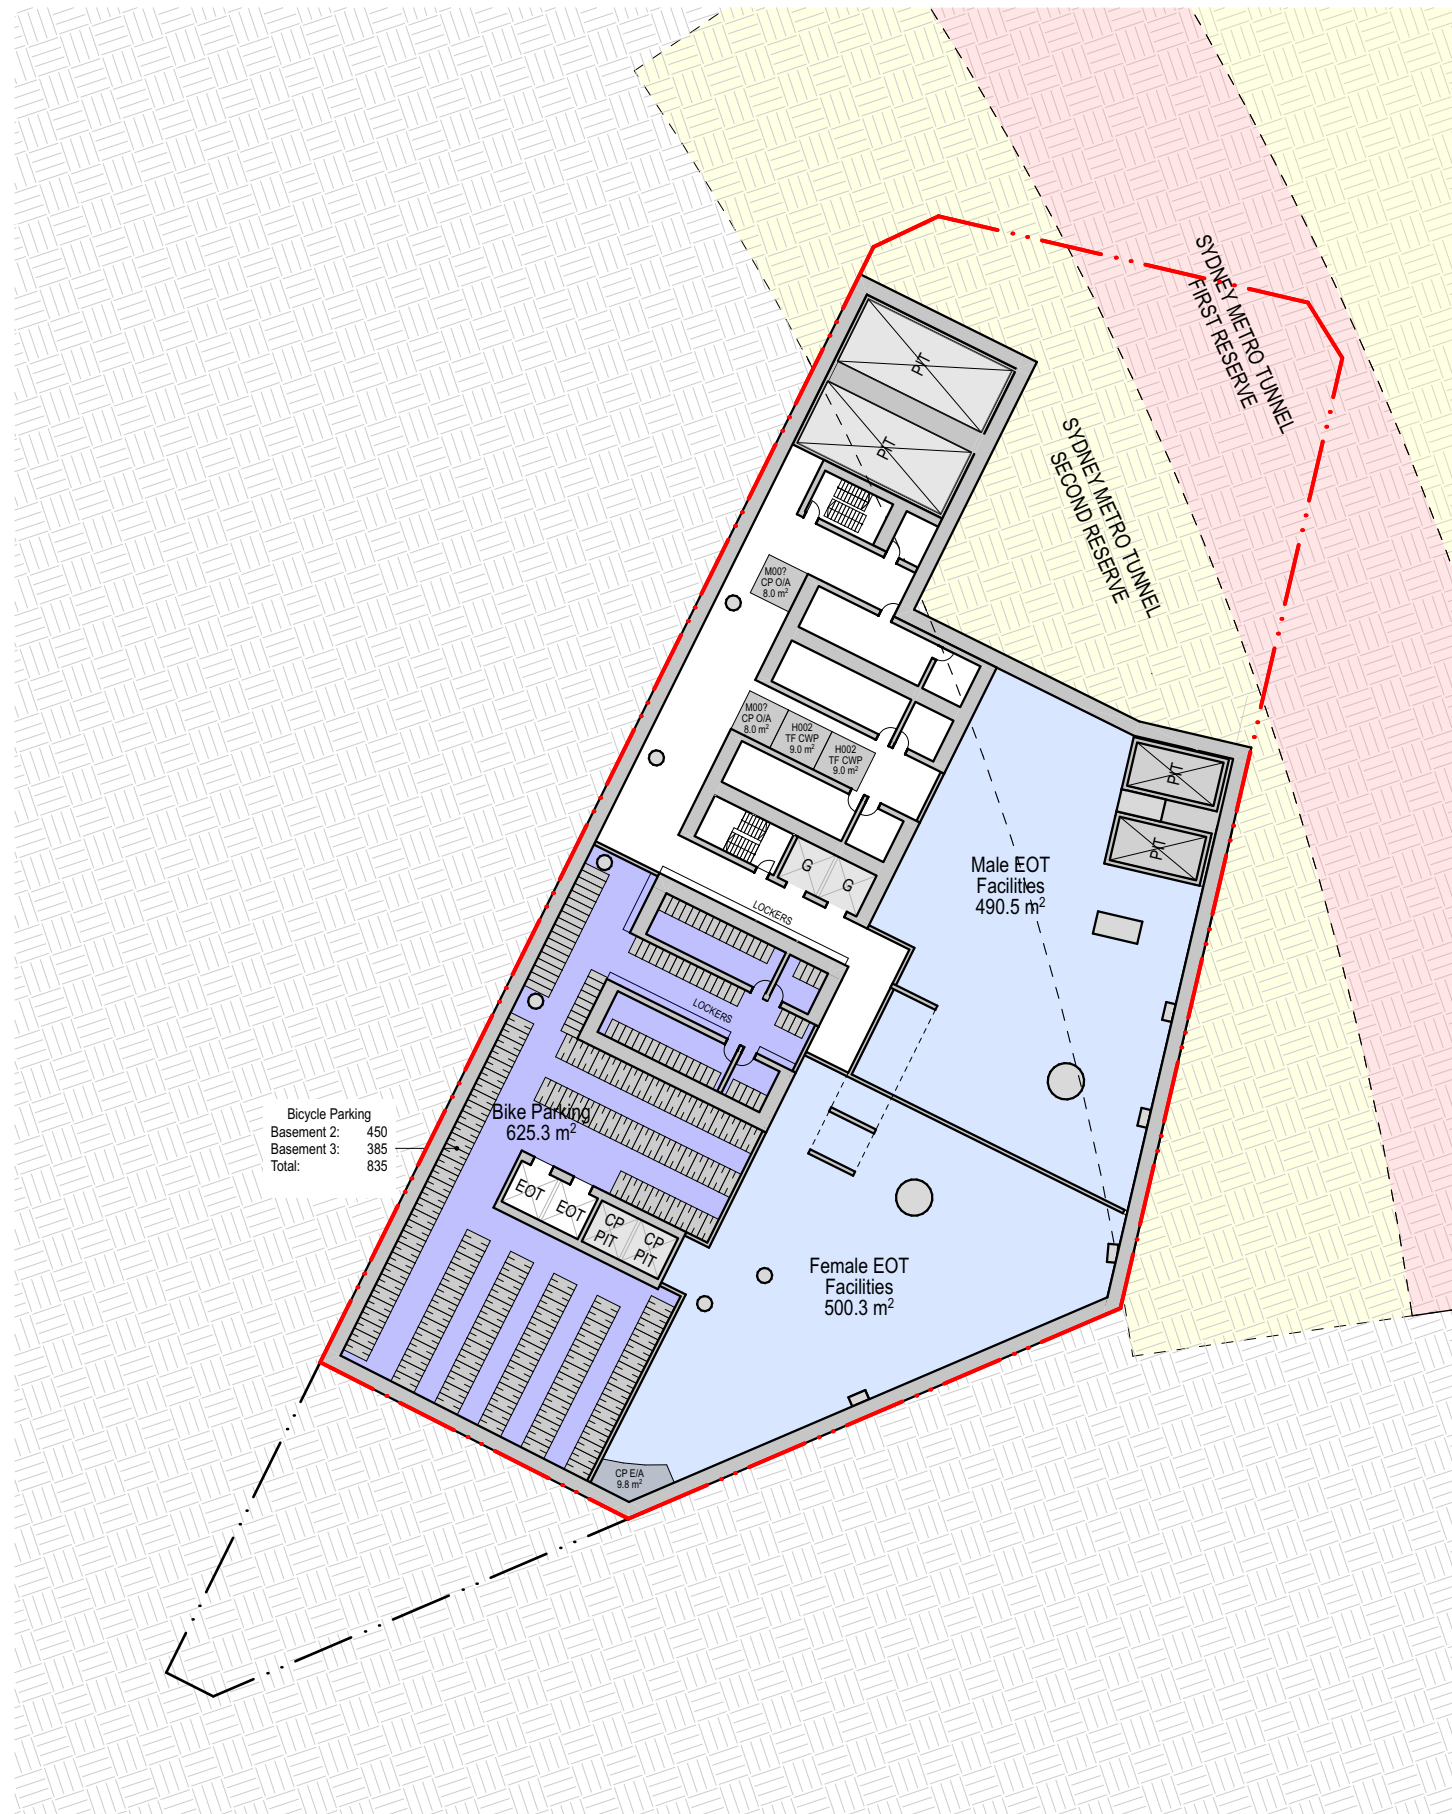 SYDNEY METRO TUNNEL
FIRST RESERVE
SYDNEY METRO TUNNEL
SECOND RESERVE
PIT
PIT
M00?
CP O/A
8.0 m²
M00?
CP O/A
8.0 m²
H002
TF CWP
9.0 m²
H002
TF CWP
9.0 m²
PIT
PIT
G
G
Male EOT
Facilities
490.5 m²
LOCKERS
LOCKERS
Bicycle Parking
Basement 2: 450
Basement 3: 385
Total: 835
Bike Parking
625.3 m²
EOT
EOT
CP
PIT
CP
PIT
Female EOT
Facilities
500.3 m²
CP E/A
9.8 m²